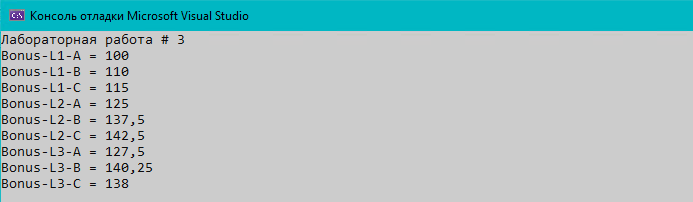 Консоль отладки Microsoft Visual Studio
Лабораторная работа # 3
Bonus-L1-A = 100
Bonus-L1-B = 110
Bonus-L1-C = 115
Bonus-L2-A = 125
Bonus-L2-B = 137,5
Bonus-L2-C = 142,5
Bonus-L3-A = 127,5
Bonus-L3-B = 140,25
Bonus-L3-C = 138